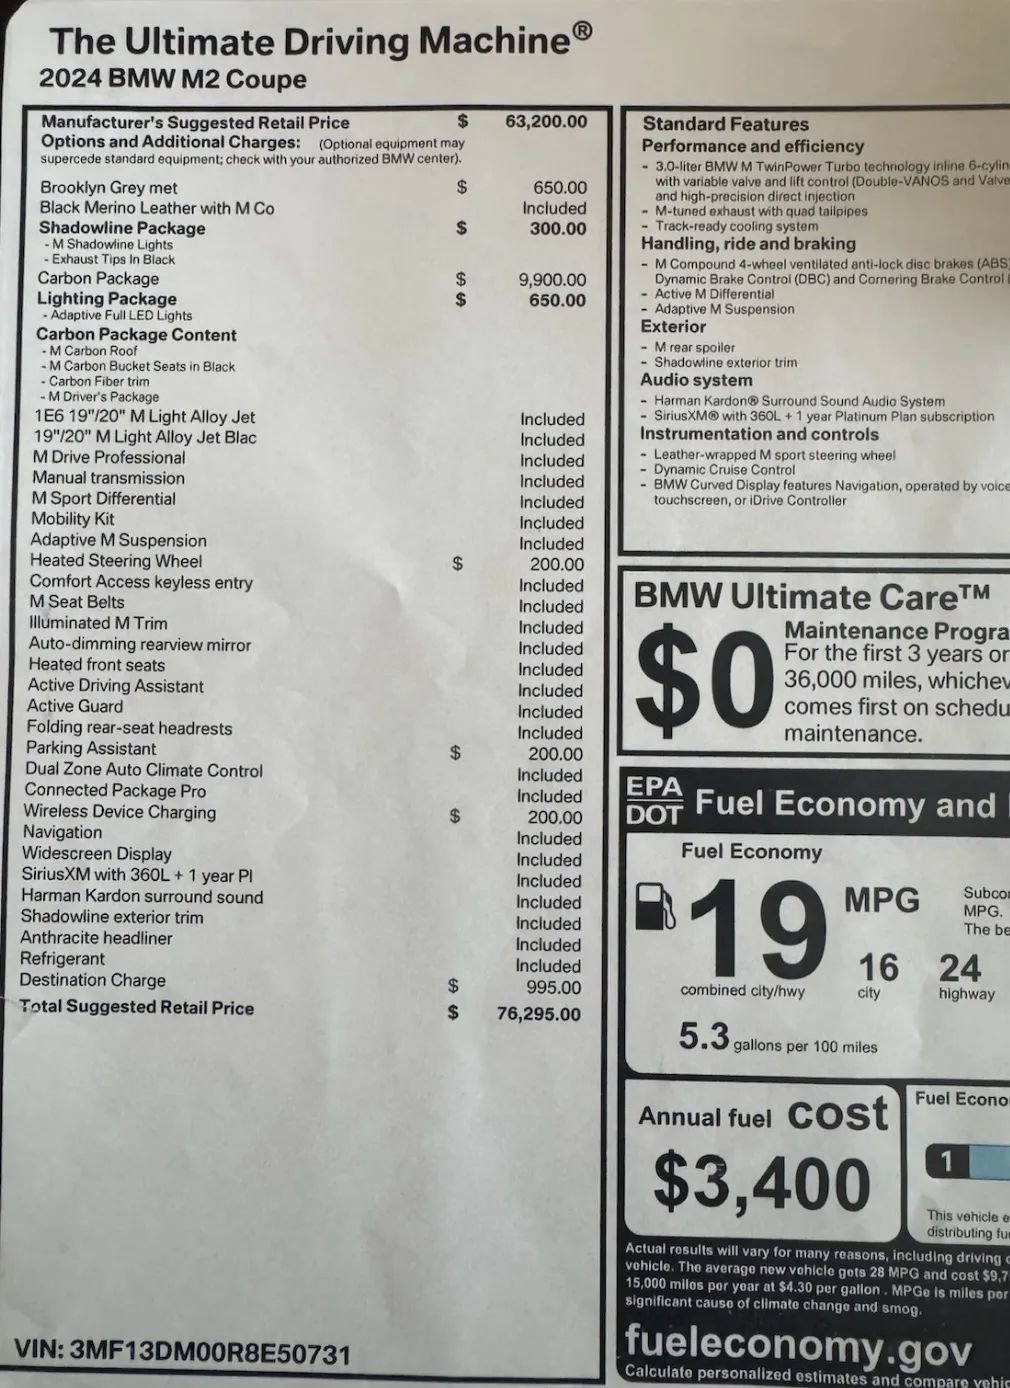 The Ultimate Driving Machine®
2024 BMW M2 Coupe
Manufacturer's Suggested Retail Price $ 63,200.00
Options and Additional Charges: (Optional equipment may
supercede standard equipment; check with your authorized BMW center).
Brooklyn Grey met $ 650.00
Black Merino Leather with M Co Included
Shadowline Package $ 300.00
- M Shadowline Lights
- Exhaust Tips In Black
Carbon Package $ 9,900.00
Lighting Package $ 650.00
- Adaptive Full LED Lights
Carbon Package Content
- M Carbon Roof
- M Carbon Bucket Seats in Black
- Carbon Fiber trim
- M Driver's Package
1E6 19"/20" M Light Alloy Jet Included
19"/20" M Light Alloy Jet Blac Included
M Drive Professional Included
Manual transmission Included
M Sport Differential Included
Mobility Kit Included
Adaptive M Suspension Included
Heated Steering Wheel $ 200.00
Comfort Access keyless entry Included
M Seat Belts Included
Illuminated M Trim Included
Auto-dimming rearview mirror Included
Heated front seats Included
Active Driving Assistant Included
Active Guard Included
Folding rear-seat headrests Included
Parking Assistant $ 200.00
Dual Zone Auto Climate Control Included
Connected Package Pro Included
Wireless Device Charging $ 200.00
Navigation Included
Widescreen Display Included
SiriusXM with 360L + 1 year Pl Included
Harman Kardon surround sound Included
Shadowline exterior trim Included
Anthracite headliner Included
Refrigerant Included
Destination Charge $ 995.00
Total Suggested Retail Price $ 76,295.00
VIN: 3MF13DM00R8E50731
Standard Features
Performance and efficiency
- 3.0-liter BMW M TwinPower Turbo technology inline 6-cylin
with variable valve and lift control (Double-VANOS and Valve
and high-precision direct injection
- M-tuned exhaust with quad tailpipes
- Track-ready cooling system
Handling, ride and braking
- M Compound 4-wheel ventilated anti-lock disc brakes (ABS)
Dynamic Brake Control (DBC) and Cornering Brake Control (
- Active M Differential
- Adaptive M Suspension
Exterior
- M rear spoiler
- Shadowline exterior trim
Audio system
- Harman Kardon® Surround Sound Audio System
- SiriusXM® with 360L + 1 year Platinum Plan subscription
Instrumentation and controls
- Leather-wrapped M sport steering wheel
- Dynamic Cruise Control
- BMW Curved Display features Navigation, operated by voice
touchscreen, or iDrive Controller
BMW Ultimate Care™
$0
Maintenance Progra
For the first 3 years or
36,000 miles, whichev
comes first on schedu
maintenance.
EPA
DOT
Fuel Economy and
Fuel Economy
19 MPG
combined city/hwy
16
city
24
highway
Subcom
MPG.
The be
5.3 gallons per 100 miles
Annual fuel cost
$3,400
Fuel Econo
1
This vehicle e
distributing fu
Actual results will vary for many reasons, including driving c
vehicle. The average new vehicle gets 28 MPG and cost $9,7
15,000 miles per year at $4.30 per gallon . MPGe is miles per
significant cause of climate change and smog.
fueleconomy.gov
Calculate personalized estimates and compare vehic